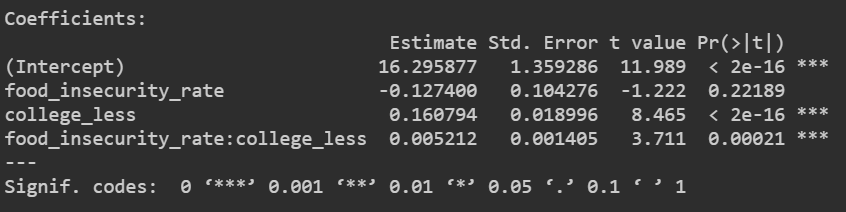 Coefficients:
                                Estimate Std. Error t value Pr(>|t|)
(Intercept)                    16.295877   1.359286  11.989  < 2e-16 ***
food_insecurity_rate           -0.127400   0.104276  -1.222  0.22189
college_less                    0.160794   0.018996   8.465  < 2e-16 ***
food_insecurity_rate:college_less  0.005212   0.001405   3.711  0.00021 ***
---
Signif. codes:  0 ‘***’ 0.001 ‘**’ 0.01 ‘*’ 0.05 ‘.’ 0.1 ‘ ’ 1